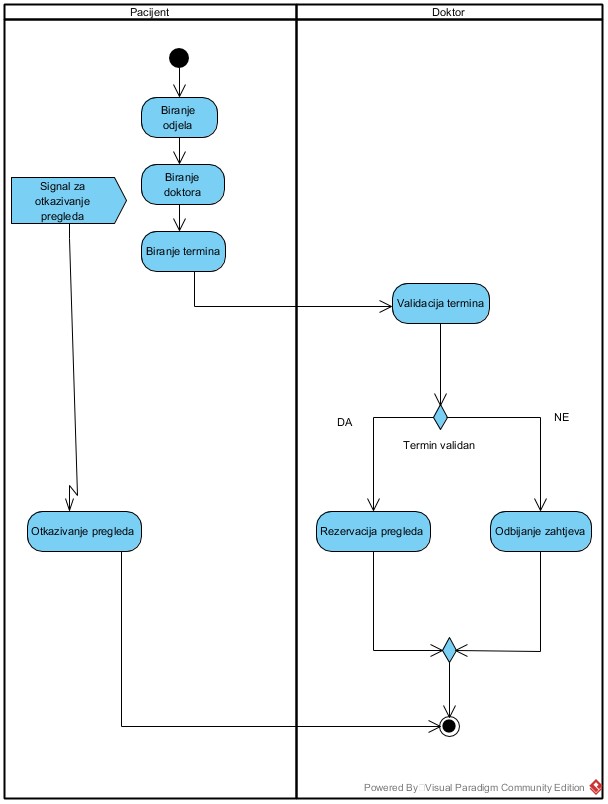 Pacijent
Doktor
Biranje
odjela
Biranje
doktora
Signal za
otkazivanje
pregleda
Biranje termina
Validacija termina
DA
NE
Termin validan
Otkazivanje pregleda
Rezervacija pregleda
Odbijanje zahtjeva
Powered By Visual Paradigm Community Edition